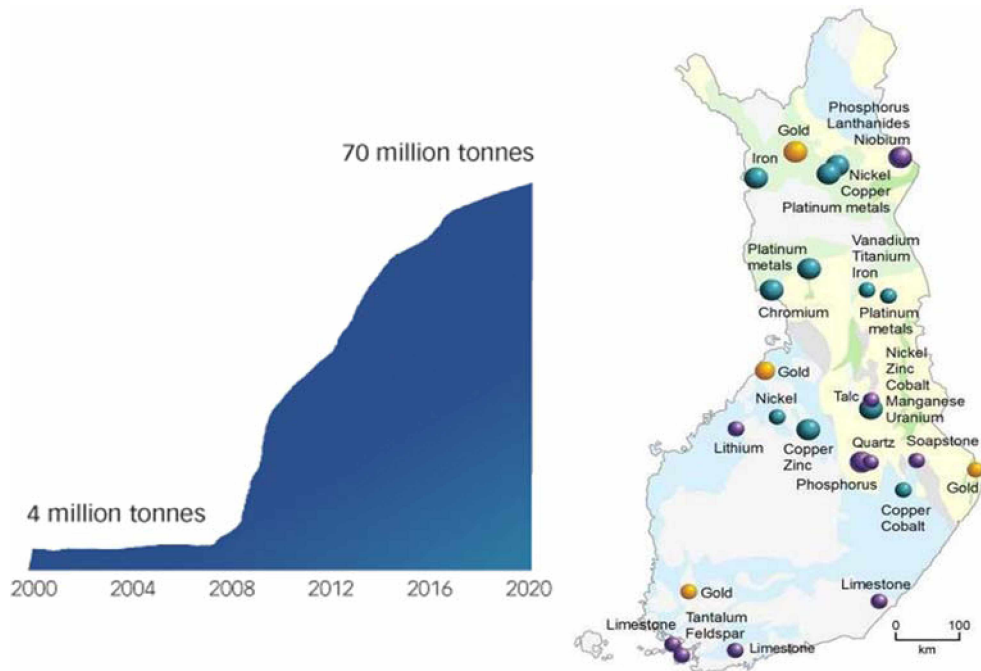 70 million tonnes
4 million tonnes
2000 2004 2008 2012 2016 2020
Phosphorus
Lanthanides
Niobium
Gold
Iron
Nickel
Copper
Platinum metals
Platinum
metals
Vanadium
Titanium
Iron
Chromium
Platinum
metals
Gold
Nickel
Zinc
Cobalt
Manganese
Uranium
Talc
Nickel
Lithium
Copper
Zinc
Quartz
Soapstone
Phosphorus
Gold
Copper
Cobalt
Limestone
Gold
Tantalum
Feldspar
Limestone
Limestone
0 100
km